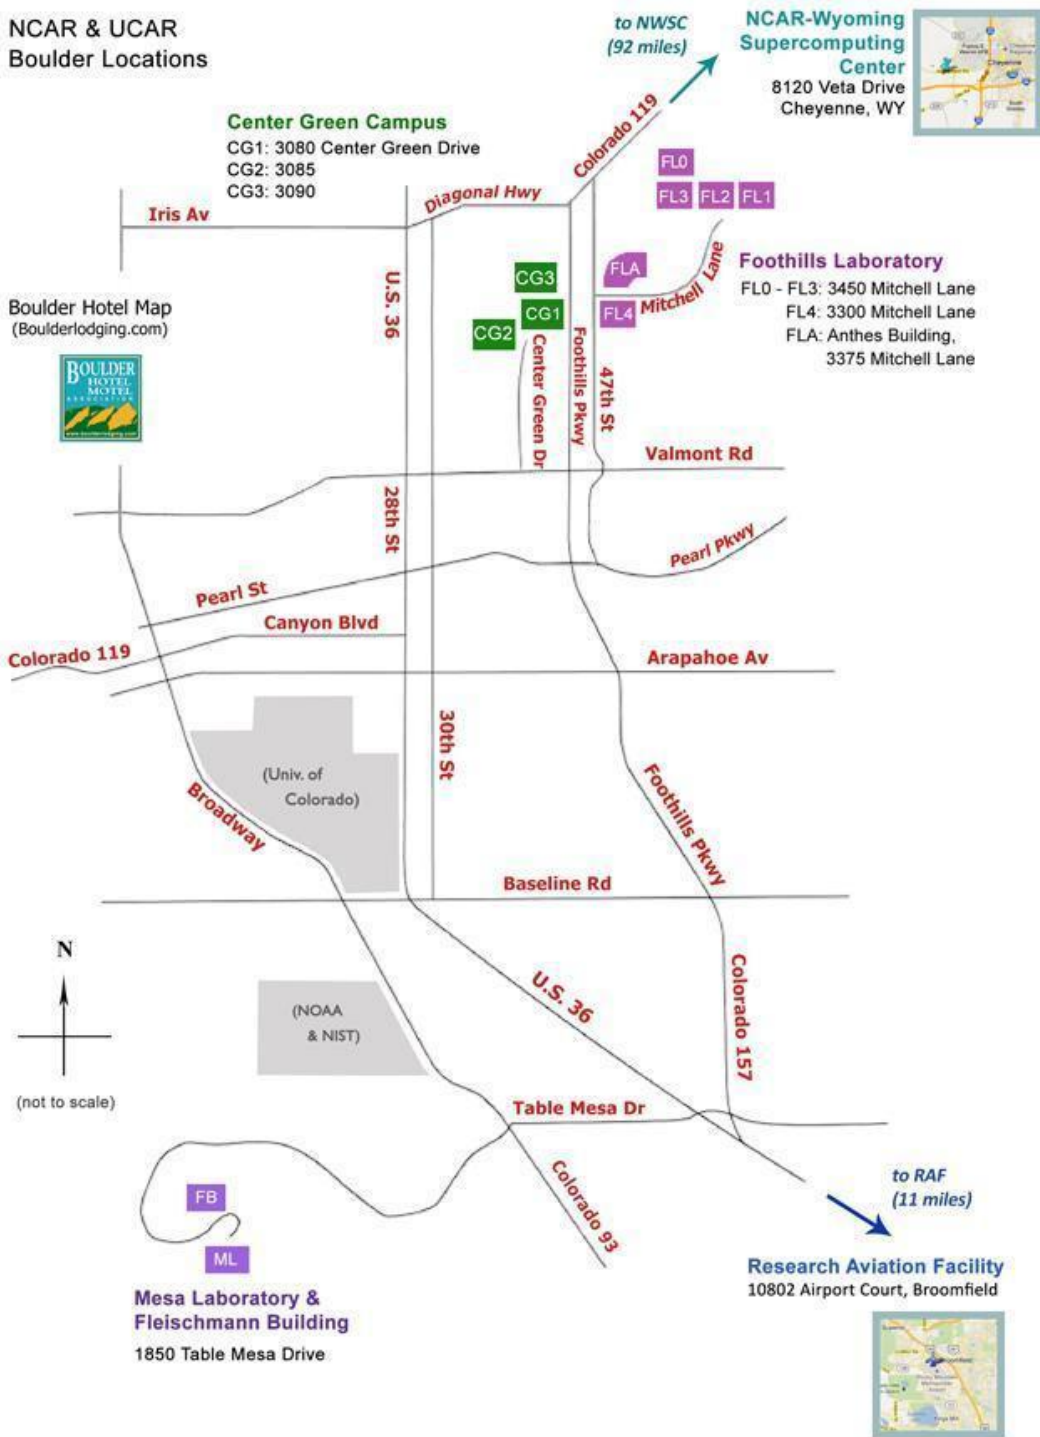 NCAR & UCAR
Boulder Locations
to NWSC
(92 miles)
NCAR-Wyoming
Supercomputing
Center
8120 Veta Drive
Cheyenne, WY
Cheyenne
Center Green Campus
CG1: 3080 Center Green Drive
CG2: 3085
CG3: 3090
Colorado 119
Diagonal Hwy
Iris Av
FL0
FL3
FL2
FL1
U.S. 36
CG3
CG1
CG2
FLA
FL4
Mitchell Lane
Foothills Laboratory
FL0 - FL3: 3450 Mitchell Lane
FL4: 3300 Mitchell Lane
FLA: Anthes Building,
3375 Mitchell Lane
Boulder Hotel Map
(Boulderlodging.com)
BOULDER
HOTEL
MOTEL
ASSOCIATION
www.boulderlodging.com
Center Green Dr
Foothills Pkwy
47th St
Valmont Rd
28th St
Pearl Pkwy
Pearl St
Canyon Blvd
Colorado 119
Arapahoe Av
30th St
(Univ. of
Colorado)
Broadway
Foothills Pkwy
Baseline Rd
N
(not to scale)
(NOAA
& NIST)
U.S. 36
Colorado 157
Table Mesa Dr
Colorado 93
FB
ML
Mesa Laboratory &
Fleischmann Building
1850 Table Mesa Drive
to RAF
(11 miles)
Research Aviation Facility
10802 Airport Court, Broomfield
Broomfield